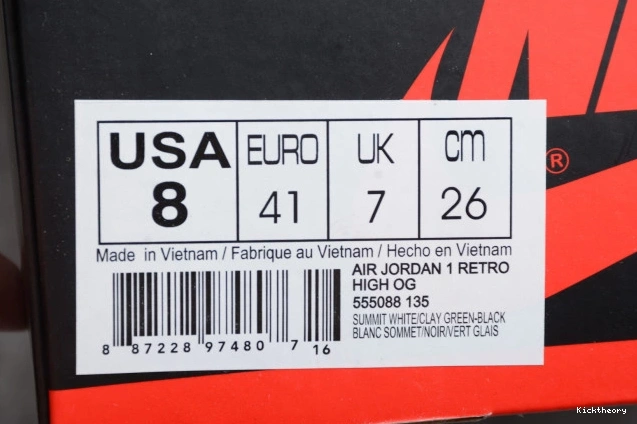 USA EURO UK cm
8 41 7 26
Made in Vietnam / Fabrique au Vietnam / Hecho en Vietnam
AIR JORDAN 1 RETRO
HIGH OG
555088 135
SUMMIT WHITE/CLAY GREEN-BLACK
BLANC SOMMET/NOIR/VERT GLAIS
8 87228 97480 7 16
®
Kicktheory